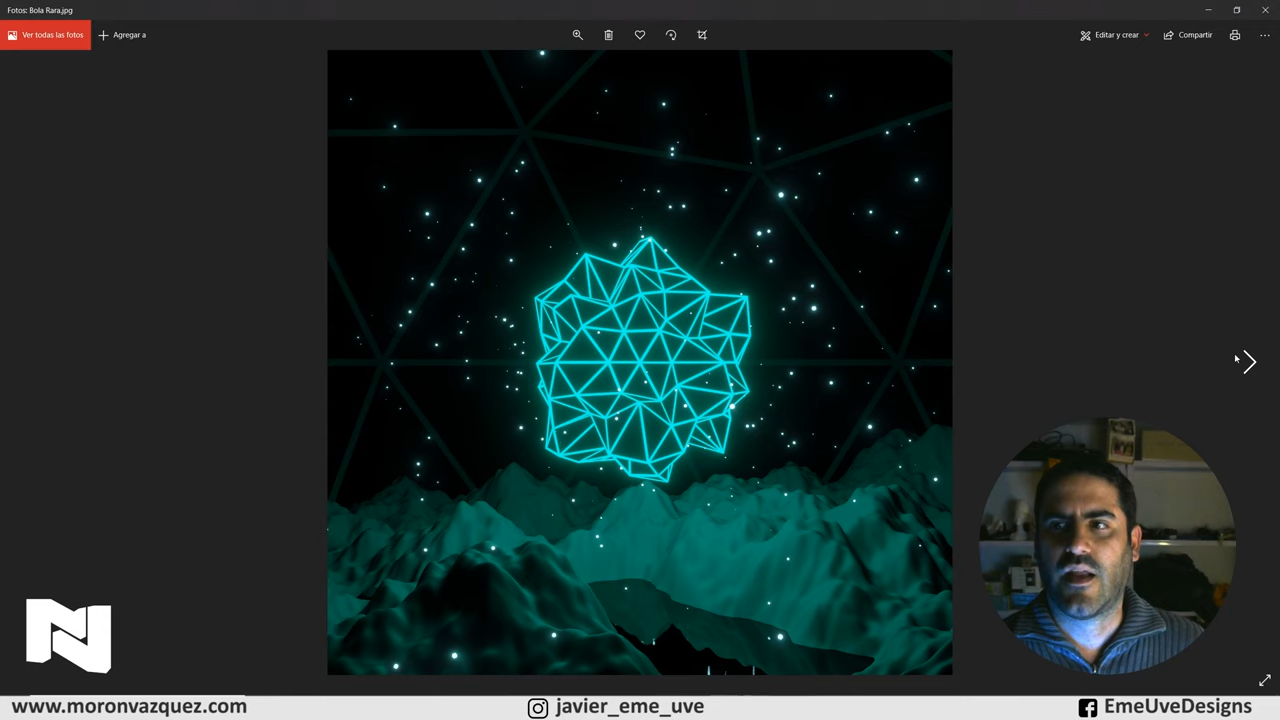 Fotos: Bola Rara.jpg
Ver todas las fotos
Agregar a
Editar y crear
Compartir
www.moronvazquez.com
javier_eme_uve
EmeUveDesigns